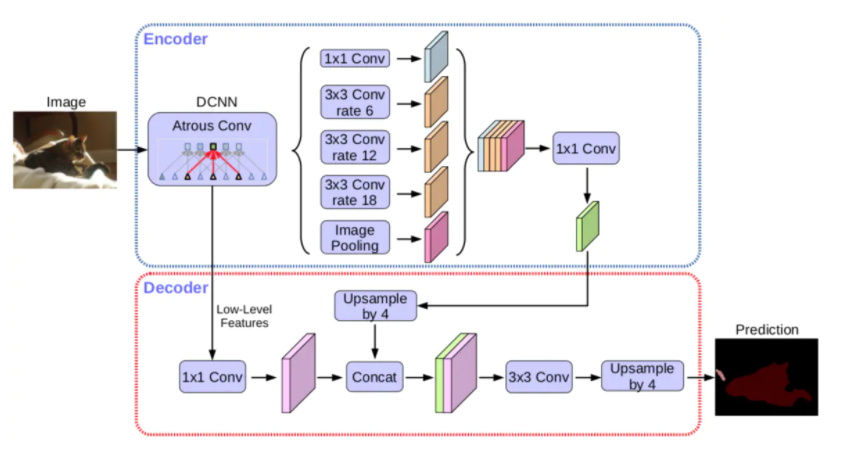 Encoder
Image
DCNN
Atrous Conv
1x1 Conv
3x3 Conv
rate 6
3x3 Conv
rate 12
3x3 Conv
rate 18
Image
Pooling
1x1 Conv
Decoder
Low-Level
Features
Upsample
by 4
1x1 Conv
Concat
3x3 Conv
Upsample
by 4
Prediction